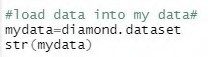 #load data into my data#
mydata=diamond.dataset
str(mydata)